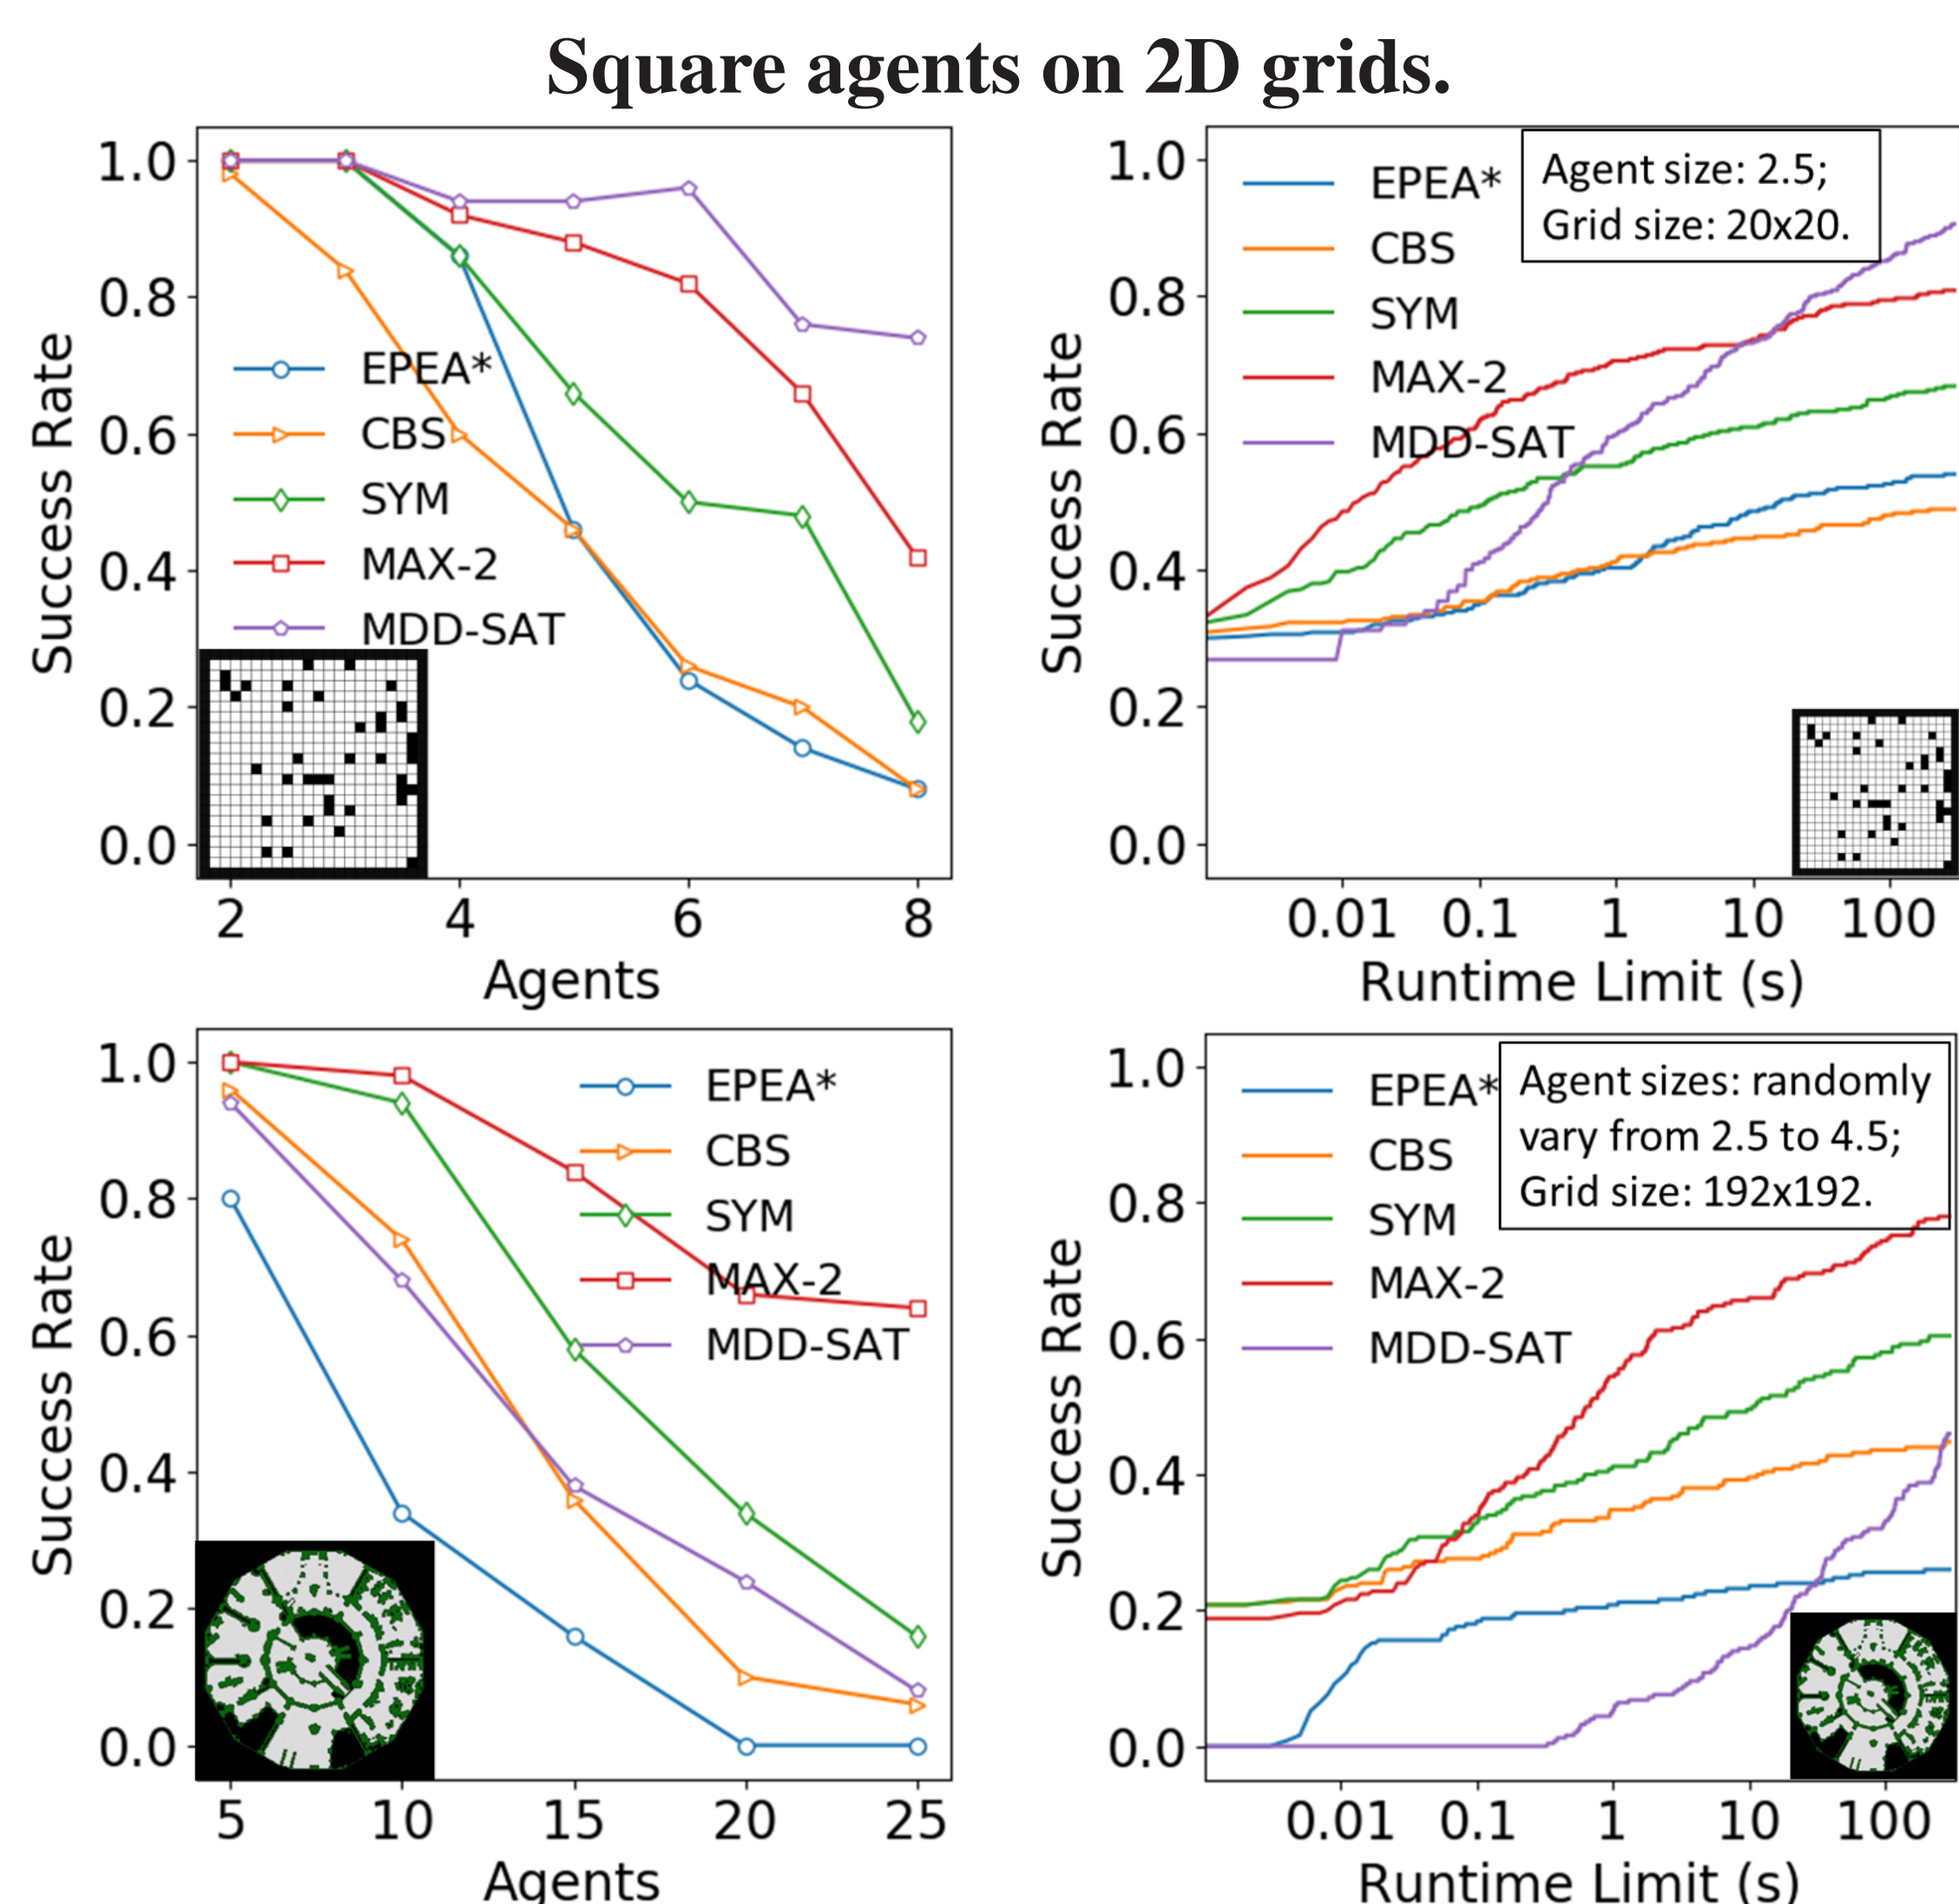 Square agents on 2D grids.
1.0
0.8
0.6
0.4
0.2
0.0
Success Rate
EPEA*
CBS
SYM
MAX-2
MDD-SAT
2
4
6
8
Agents
1.0
0.8
0.6
0.4
0.2
0.0
Success Rate
EPEA*
CBS
SYM
MAX-2
MDD-SAT
Agent size: 2.5;
Grid size: 20x20.
0.01
0.1
1
10
100
Runtime Limit (s)
1.0
0.8
0.6
0.4
0.2
0.0
Success Rate
EPEA*
CBS
SYM
MAX-2
MDD-SAT
5
10
15
20
25
Agents
1.0
0.8
0.6
0.4
0.2
0.0
Success Rate
EPEA*
CBS
SYM
MAX-2
MDD-SAT
Agent sizes: randomly
vary from 2.5 to 4.5;
Grid size: 192x192.
0.01
0.1
1
10
100
Runtime Limit (s)